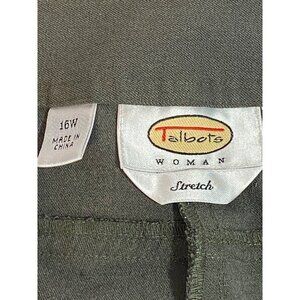 16W
MADE IN
CHINA
Talbots
WOMAN
Stretch